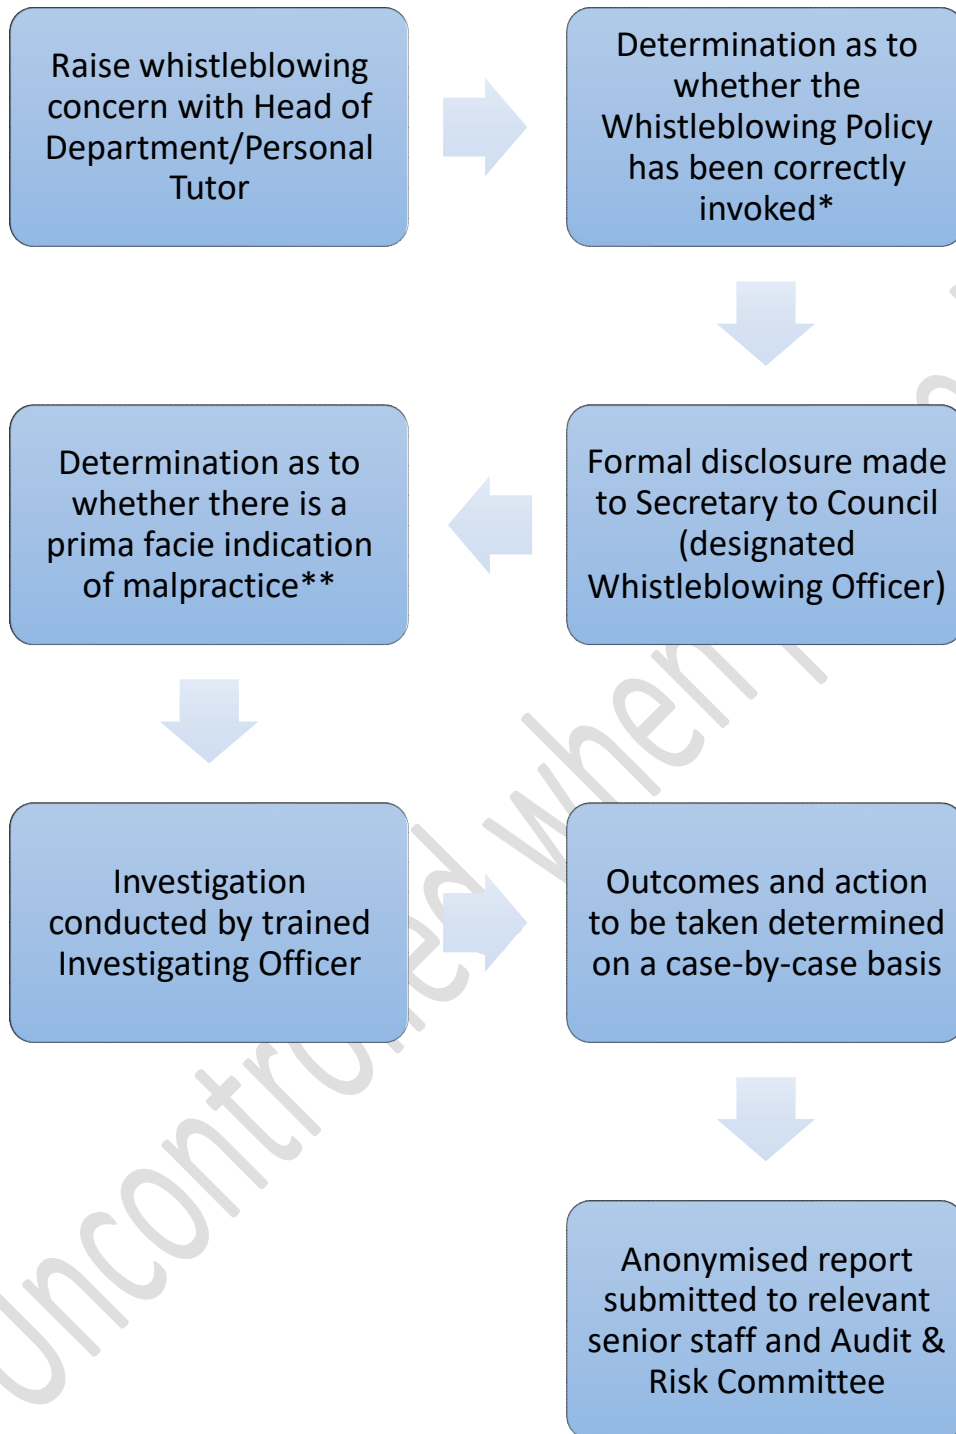 Raise whistleblowing
concern with Head of
Department/Personal
Tutor
Determination as to
whether the
Whistleblowing Policy
has been correctly
invoked*
Formal disclosure made
to Secretary to Council
(designated
Whistleblowing Officer)
Determination as to
whether there is a
prima facie indication
of malpractice**
Investigation
conducted by trained
Investigating Officer
Outcomes and action
to be taken determined
on a case-by-case basis
Anonymised report
submitted to relevant
senior staff and Audit &
Risk Committee
Uncontrolled when